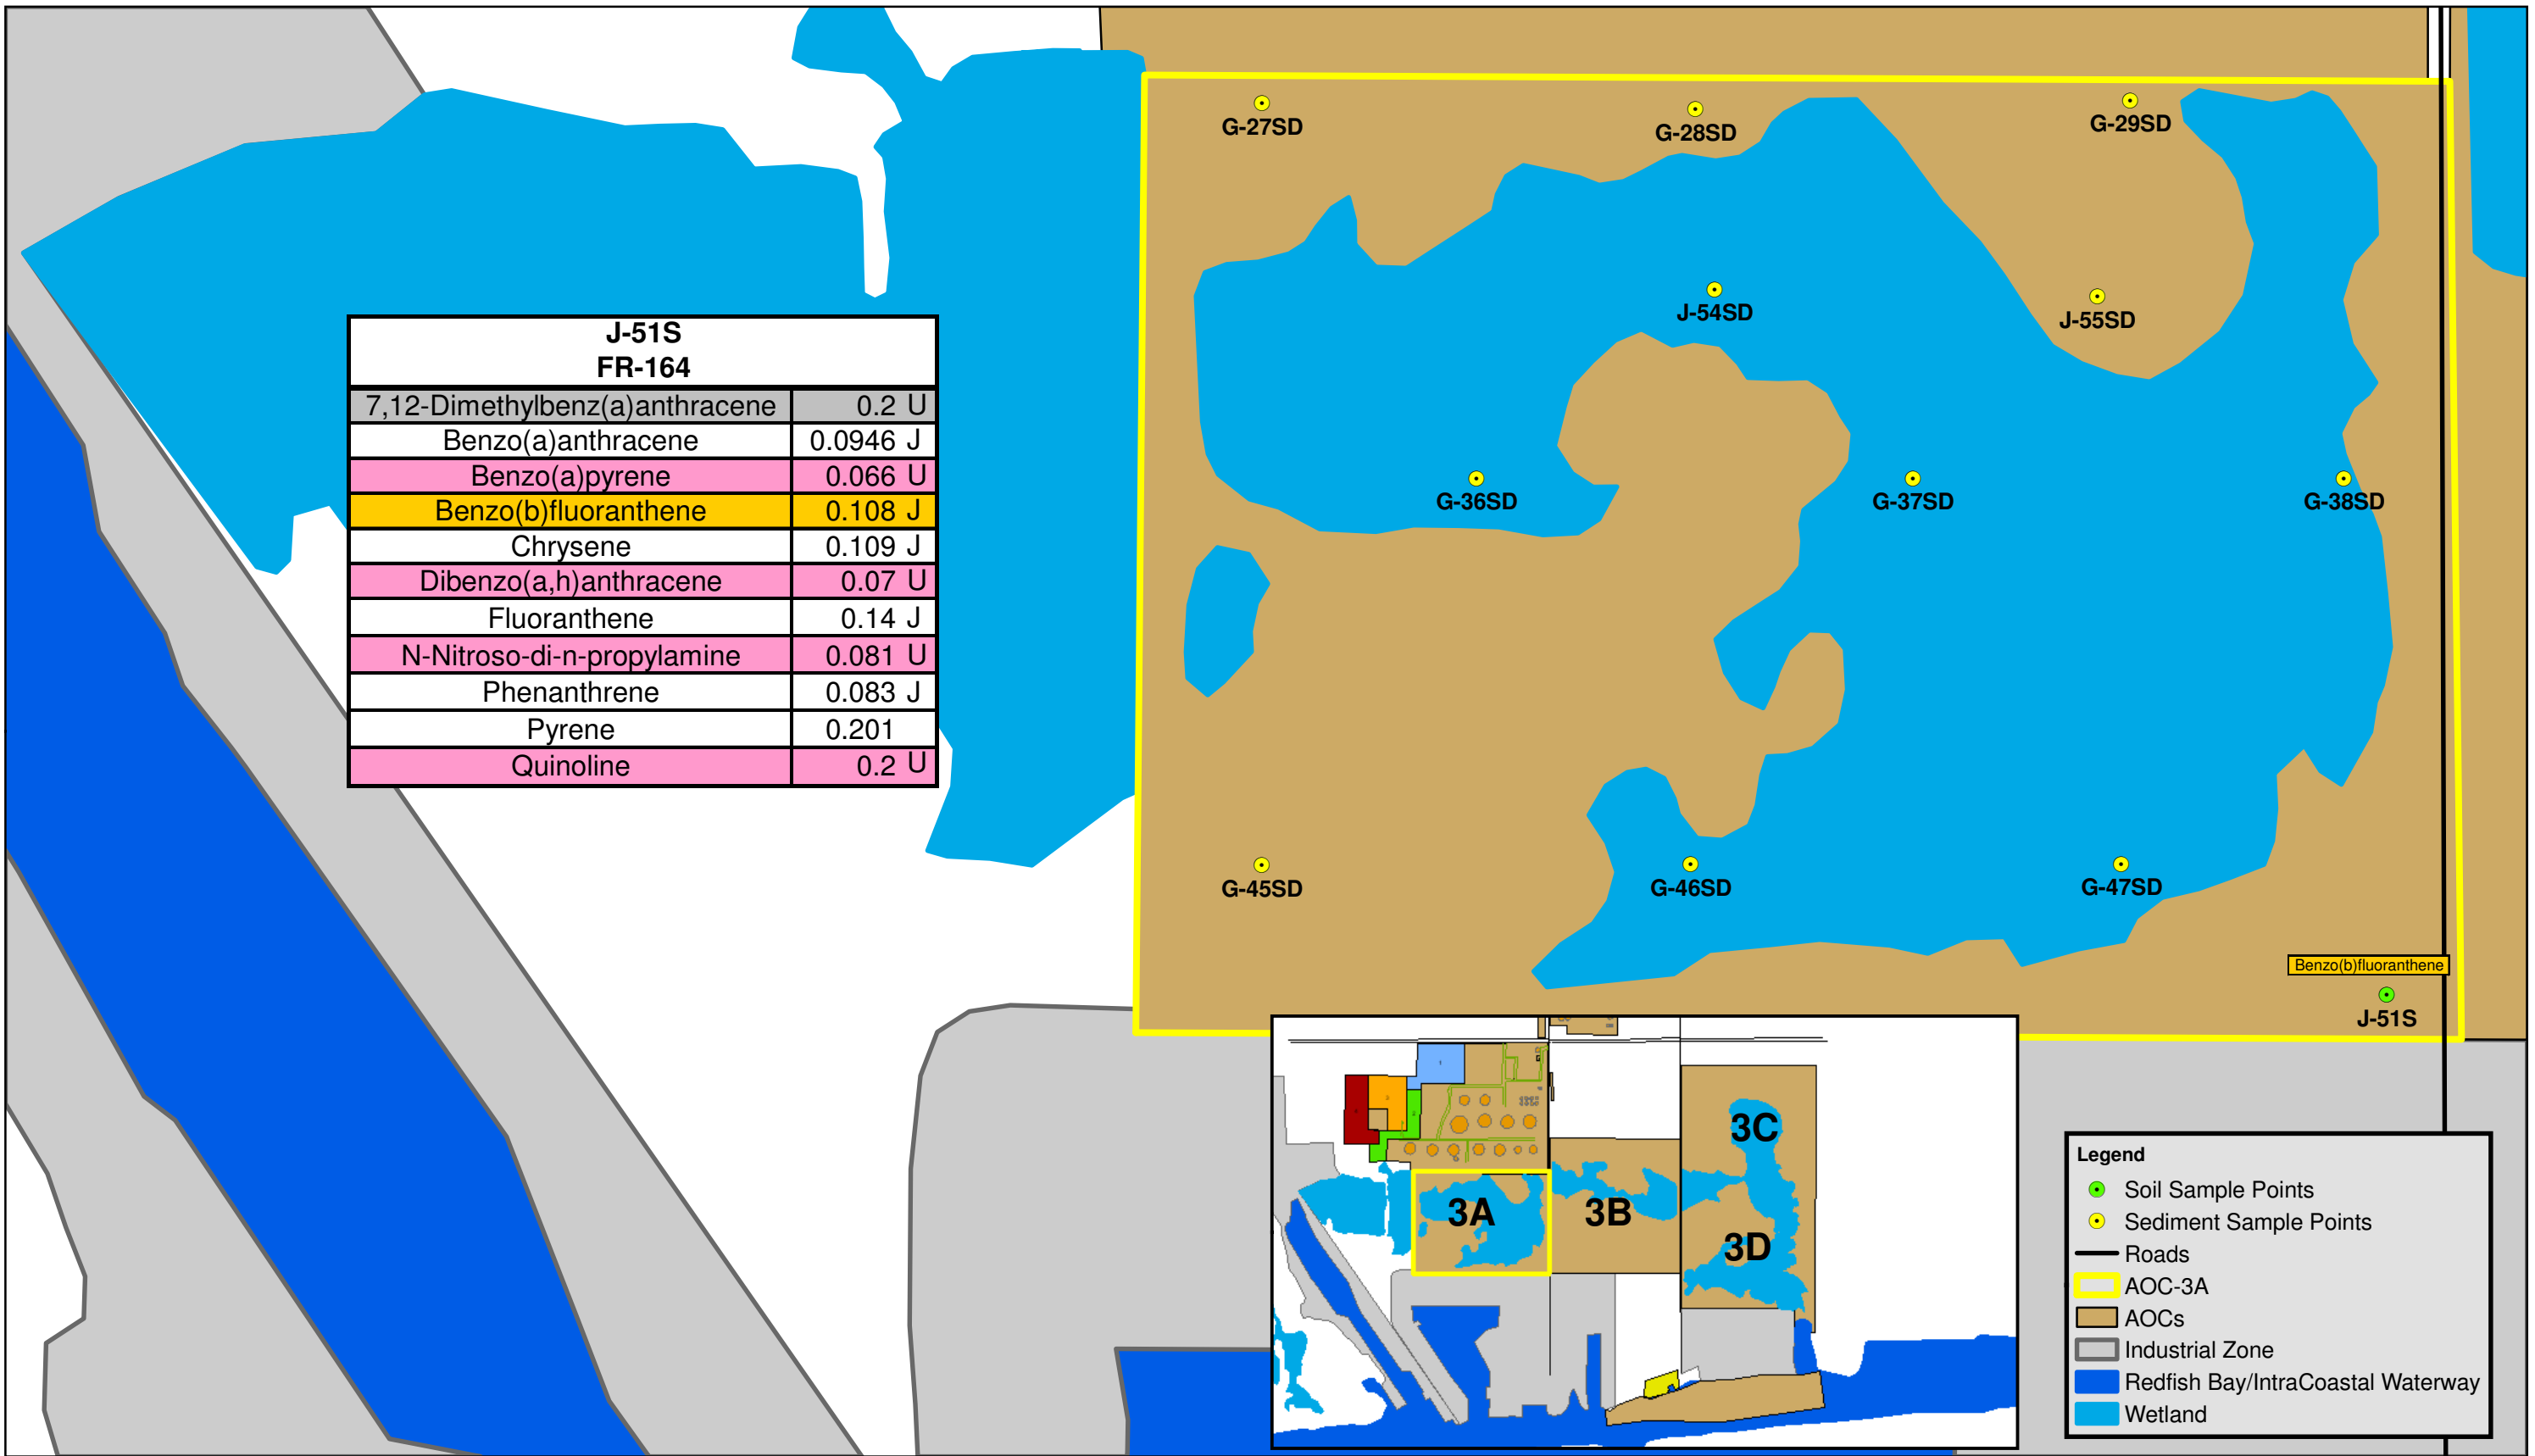 G-27SD
G-28SD
G-29SD
J-54SD
J-55SD
J-51S
FR-164
7,12-Dimethylbenz(a)anthracene 0.2 U
Benzo(a)anthracene 0.0946 J
Benzo(a)pyrene 0.066 U
Benzo(b)fluoranthene 0.108 J
Chrysene 0.109 J
Dibenzo(a,h)anthracene 0.07 U
Fluoranthene 0.14 J
N-Nitroso-di-n-propylamine 0.081 U
Phenanthrene 0.083 J
Pyrene 0.201
Quinoline 0.2 U
G-36SD
G-37SD
G-38SD
G-45SD
G-46SD
G-47SD
Benzo(b)fluoranthene
J-51S
3C
3A
3B
3D
Legend
Soil Sample Points
Sediment Sample Points
Roads
AOC-3A
AOCs
Industrial Zone
Redfish Bay/IntraCoastal Waterway
Wetland